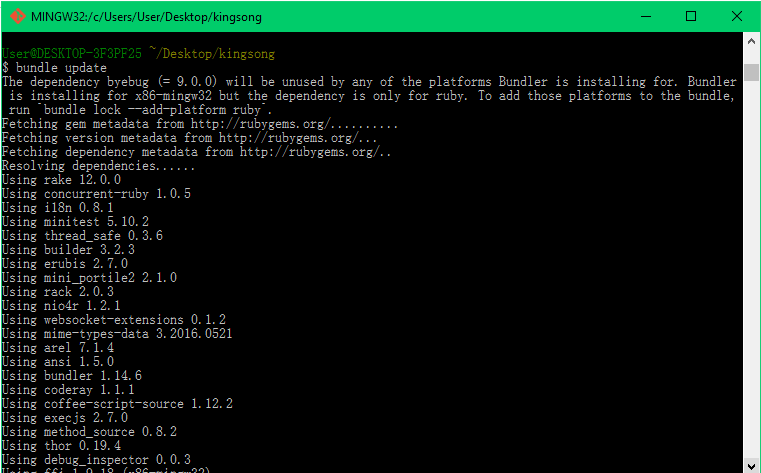 MINGW32:/c/Users/User/Desktop/kingsong
User@DESKTOP-3F3PF25 ~/Desktop/kingsong
$ bundle update
The dependency byebug (= 9.0.0) will be unused by any of the platforms Bundler is installing for. Bundler
is installing for x86-mingw32 but the dependency is only for ruby. To add those platforms to the bundle,
run `bundle lock --add-platform ruby`.
Fetching gem metadata from http://rubygems.org/..........
Fetching version metadata from http://rubygems.org/...
Fetching dependency metadata from http://rubygems.org/..
Resolving dependencies......
Using rake 12.0.0
Using concurrent-ruby 1.0.5
Using i18n 0.8.1
Using minitest 5.10.2
Using thread_safe 0.3.6
Using builder 3.2.3
Using erubis 2.7.0
Using mini_portile2 2.1.0
Using rack 2.0.3
Using nio4r 1.2.1
Using websocket-extensions 0.1.2
Using mime-types-data 3.2016.0521
Using arel 7.1.4
Using ansi 1.5.0
Using bundler 1.14.6
Using coderay 1.1.1
Using coffee-script-source 1.12.2
Using execjs 2.7.0
Using method_source 0.8.2
Using thor 0.19.4
Using debug_inspector 0.0.3
Using ffi 1.9.18 (x86-mingw32)